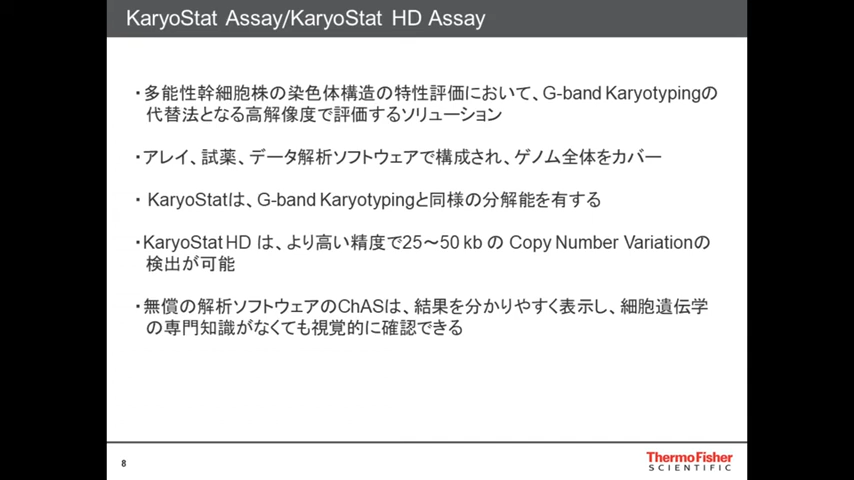 KaryoStat Assay/KaryoStat HD Assay
・多能性幹細胞株の染色体構造の特性評価において、G-band Karyotypingの
代替法となる高解像度で評価するソリューション
・アレイ、試薬、データ解析ソフトウェアで構成され、ゲノム全体をカバー
・KaryoStatは、G-band Karyotypingと同様の分解能を有する
・KaryoStat HD は、より高い精度で25～50 kb の Copy Number Variationの
検出が可能
・無償の解析ソフトウェアのChASは、結果を分かりやすく表示し、細胞遺伝学
の専門知識がなくても視覚的に確認できる
8
ThermoFisher
SCIENTIFIC